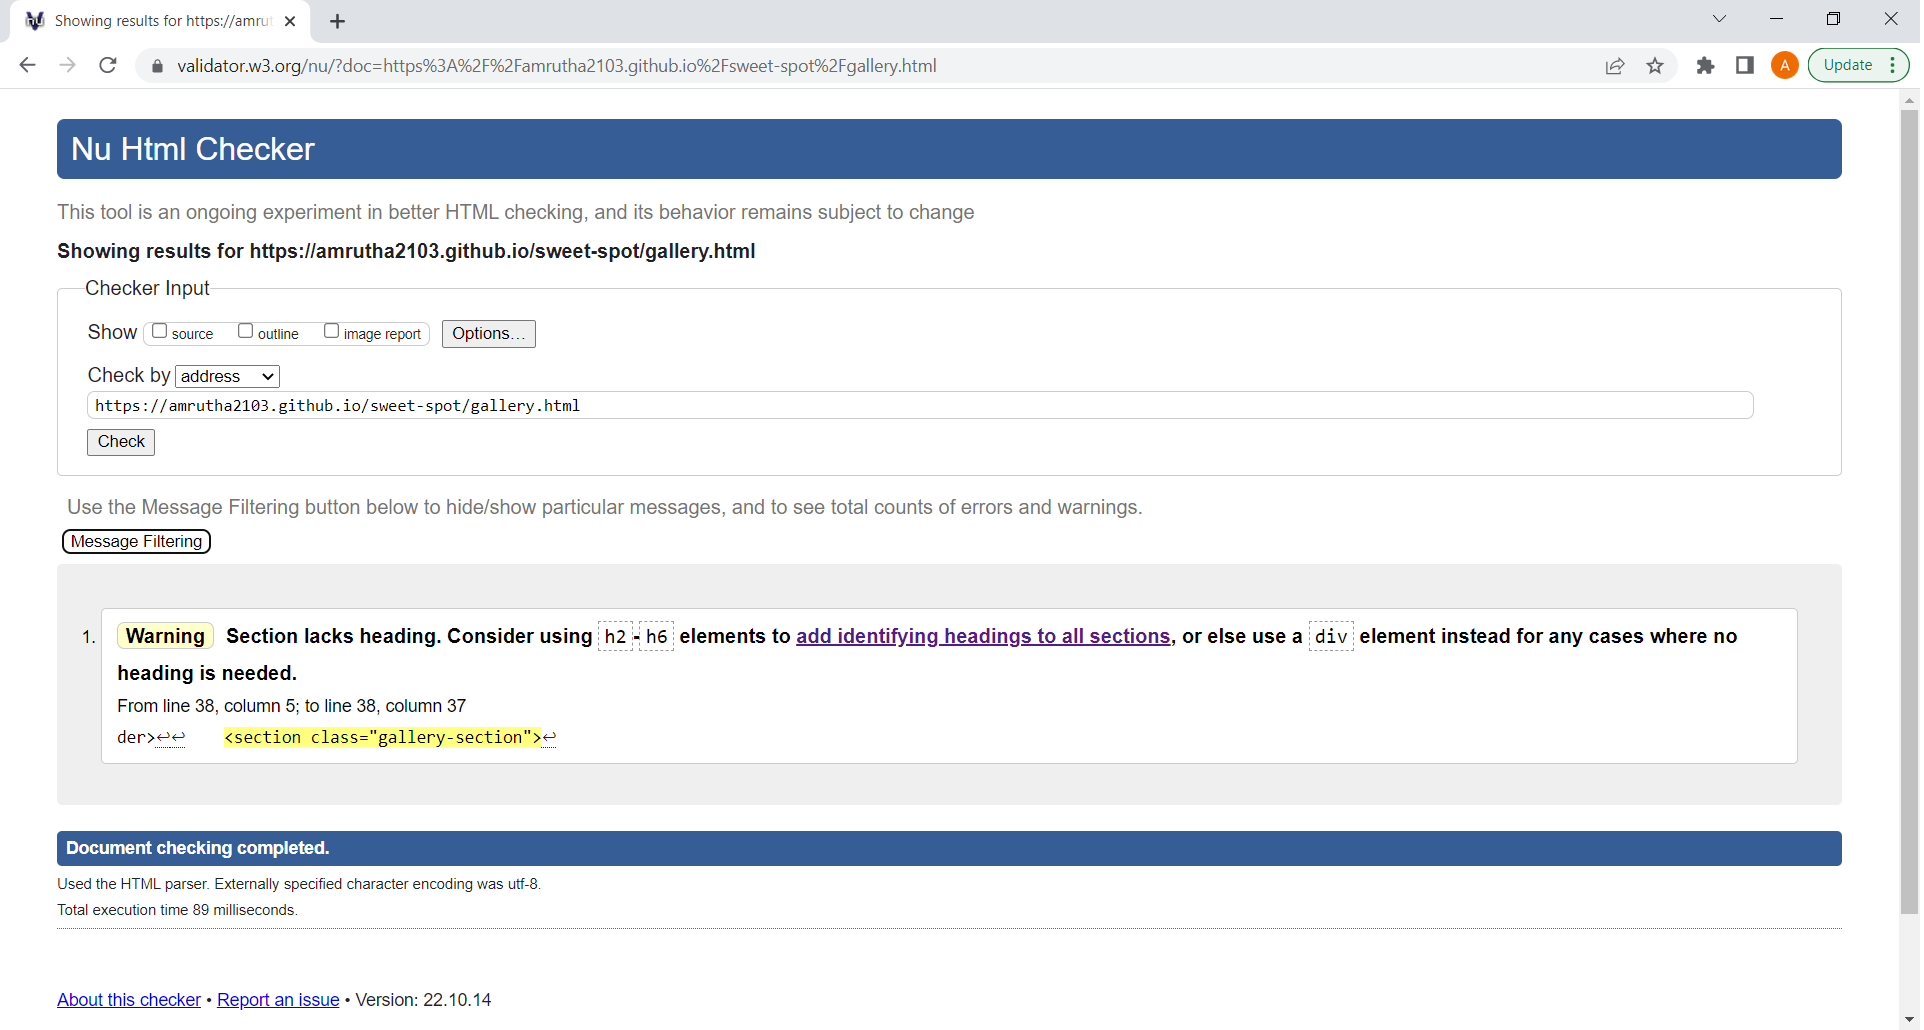 Showing results for https://amrut
validator.w3.org/nu/?doc=https%3A%2F%2Famrutha2103.github.io%2Fsweet-spot%2Fgallery.html
A
Update
Nu Html Checker
This tool is an ongoing experiment in better HTML checking, and its behavior remains subject to change
Showing results for https://amrutha2103.github.io/sweet-spot/gallery.html
Checker Input
Show source outline image report Options...
Check by address
https://amrutha2103.github.io/sweet-spot/gallery.html
Check
Use the Message Filtering button below to hide/show particular messages, and to see total counts of errors and warnings.
Message Filtering
1. Warning Section lacks heading. Consider using h2-h6 elements to add identifying headings to all sections, or else use a div element instead for any cases where no
heading is needed.
From line 38, column 5; to line 38, column 37
der>↩↩ <section class="gallery-section">↩
Document checking completed.
Used the HTML parser. Externally specified character encoding was utf-8.
Total execution time 89 milliseconds.
About this checker • Report an issue • Version: 22.10.14